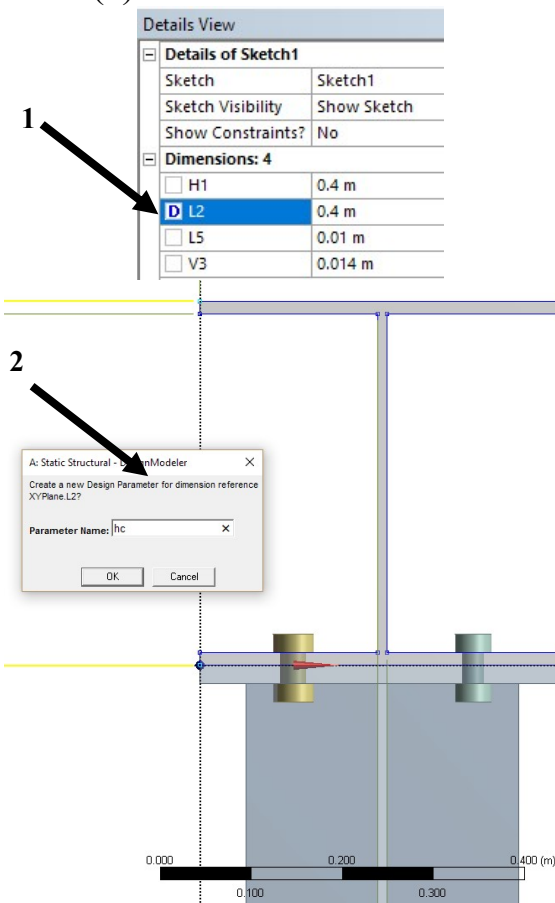 Details View
Details of Sketch1
Sketch Sketch1
Sketch Visibility Show Sketch
Show Constraints? No
Dimensions: 4
H1 0.4 m
D L2 0.4 m
L5 0.01 m
V3 0.014 m
1
2
A: Static Structural - DesignModeler
Create a new Design Parameter for dimension reference
XYPlane.L2?
Parameter Name: hc
OK Cancel
0.000 0.200 0.400 (m)
0.100 0.300